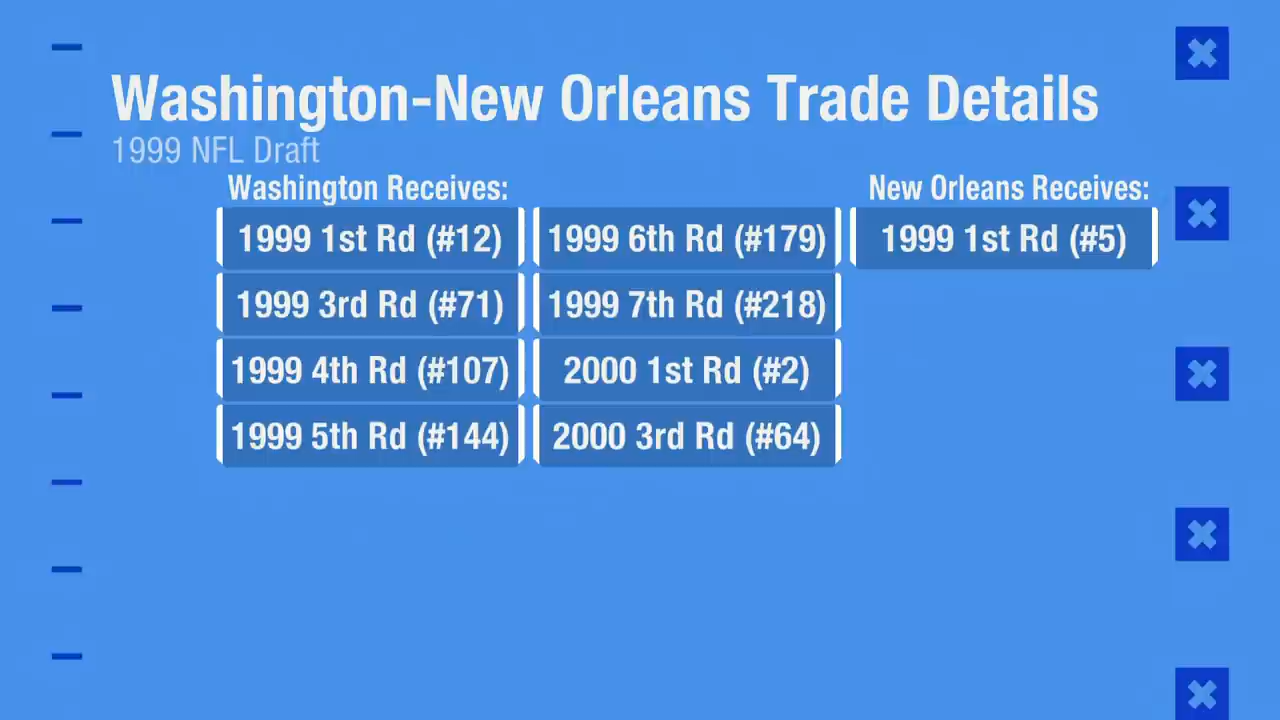 Washington-New Orleans Trade Details
1999 NFL Draft
Washington Receives:
1999 1st Rd (#12)
1999 3rd Rd (#71)
1999 4th Rd (#107)
1999 5th Rd (#144)
1999 6th Rd (#179)
1999 7th Rd (#218)
2000 1st Rd (#2)
2000 3rd Rd (#64)
New Orleans Receives:
1999 1st Rd (#5)